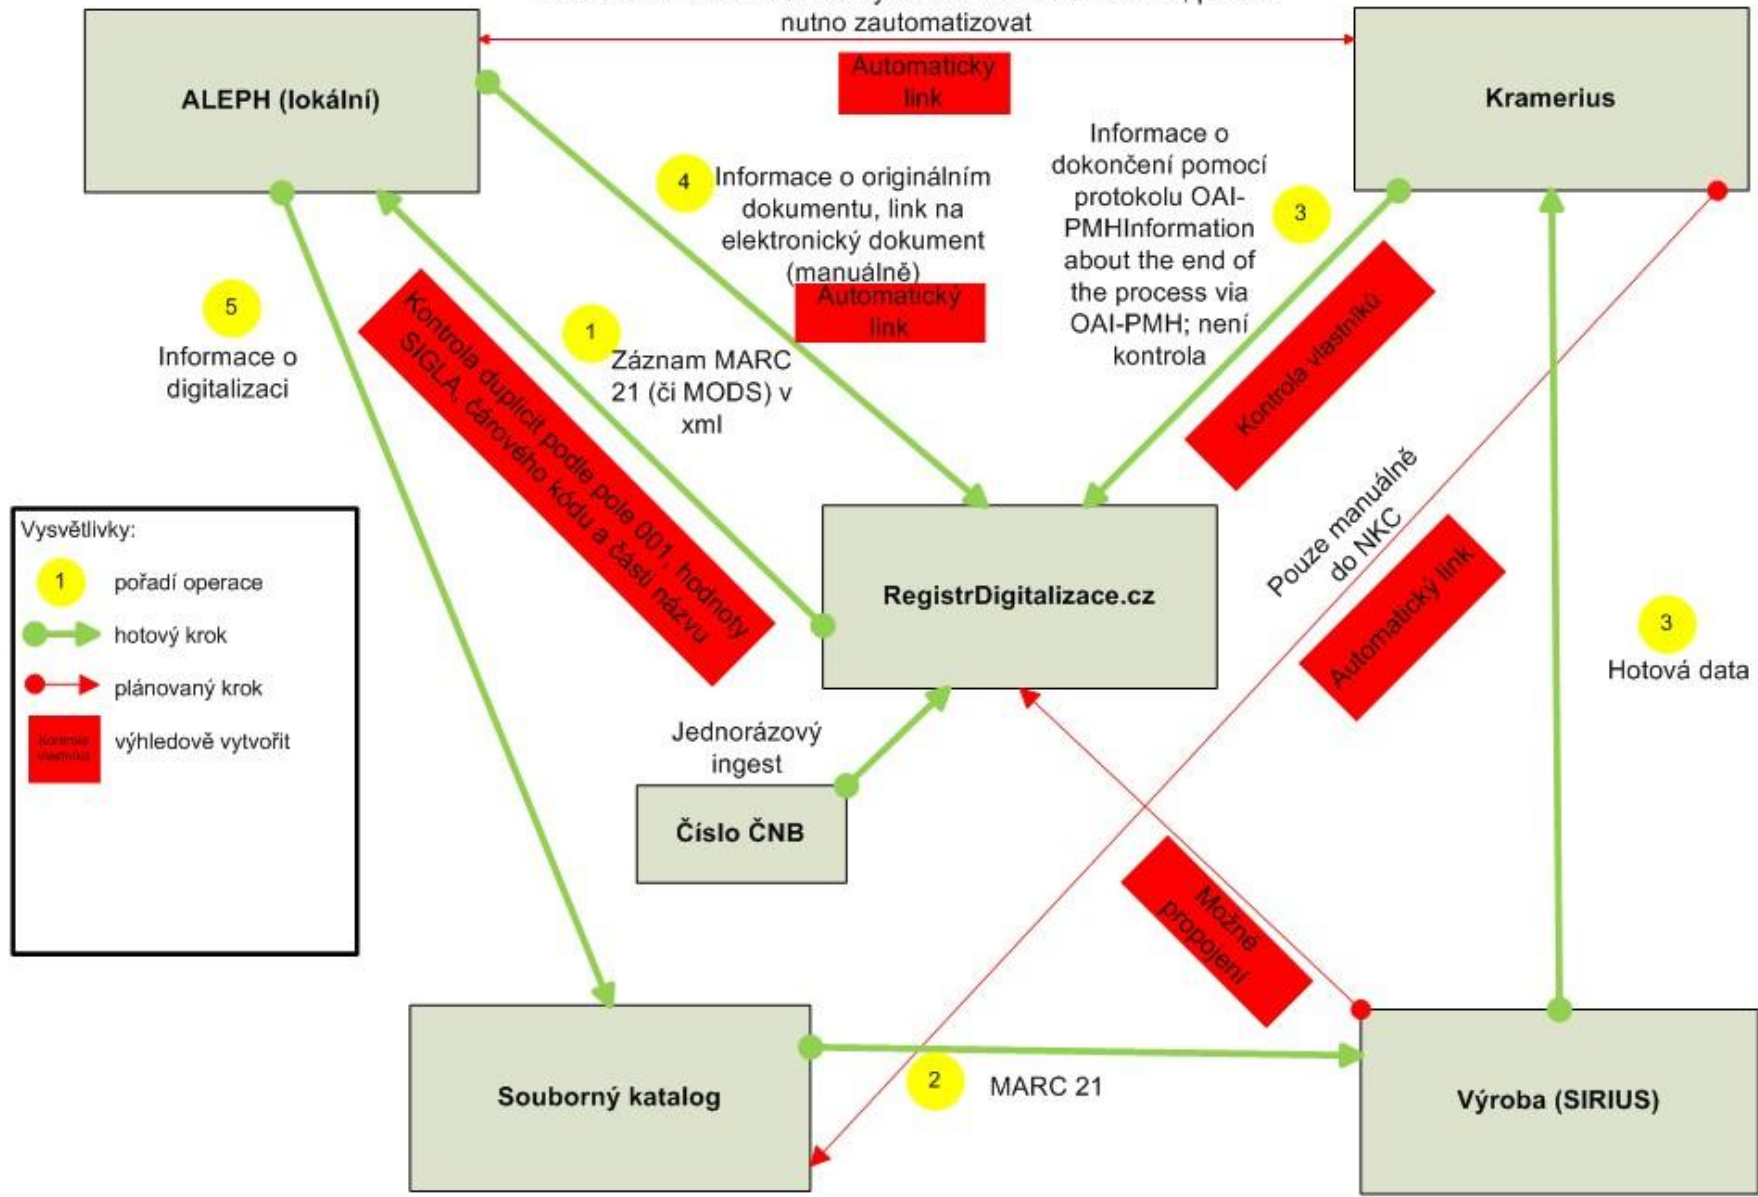 nutno zautomatizovat
Automatický
link
ALEPH (lokální)
Kramerius
4
Informace o originálním
dokumentu, link na
elektronický dokument
(manuálně)
Automatický
link
Informace o
dokončení pomocí
protokolu OAI-
PMHInformation
about the end of
the process via
OAI-PMH; není
kontrola
3
Kontrola vlastníků
5
Informace o
digitalizaci
Kontrola duplicit podle pole 001, hodnoty
SIGLA, čárového kódu a části názvu
1
Záznam MARC
21 (či MODS) v
xml
Pouze manuálně
do NKC
Automatický link
3
Hotová data
Vysvětlivky:
1
pořadí operace
hotový krok
plánovaný krok
Kontrola
vlastníků
výhledově vytvořit
RegistrDigitalizace.cz
Jednorázový
ingest
Číslo ČNB
Možné
propojení
Souborný katalog
2
MARC 21
Výroba (SIRIUS)